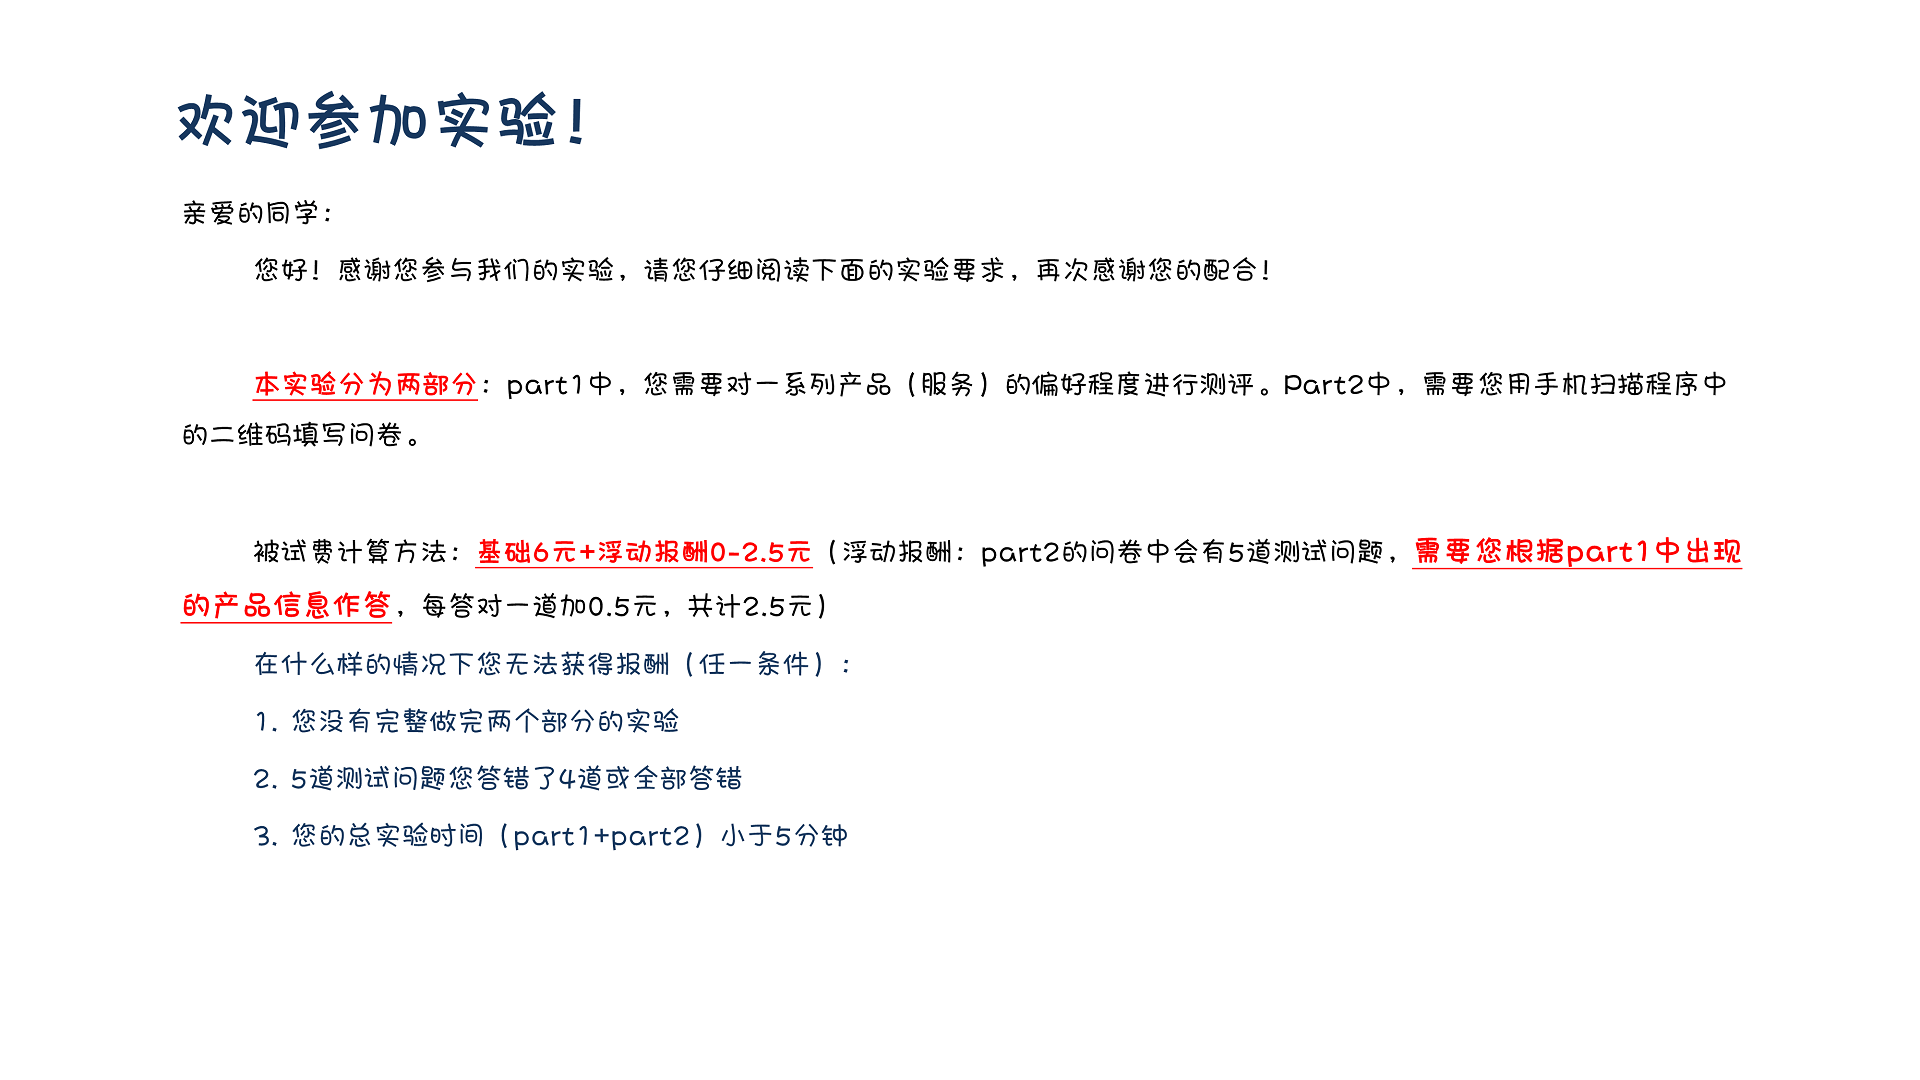 欢迎参加实验！
亲爱的同学：
您好！感谢您参与我们的实验，请您仔细阅读下面的实验要求，再次感谢您的配合！
本实验分为两部分：part1中，您需要对一系列产品（服务）的偏好程度进行测评。Part2中，需要您用手机扫描程序中
的二维码填写问卷。
被试费计算方法：基础6元+浮动报酬0-2.5元（浮动报酬：part2的问卷中会有5道测试问题，需要您根据part1中出现
的产品信息作答，每答对一道加0.5元，共计2.5元）
在什么样的情况下您无法获得报酬（任一条件）：
1. 您没有完整做完两个部分的实验
2. 5道测试问题您答错了4道或全部答错
3. 您的总实验时间（part1+part2）小于5分钟